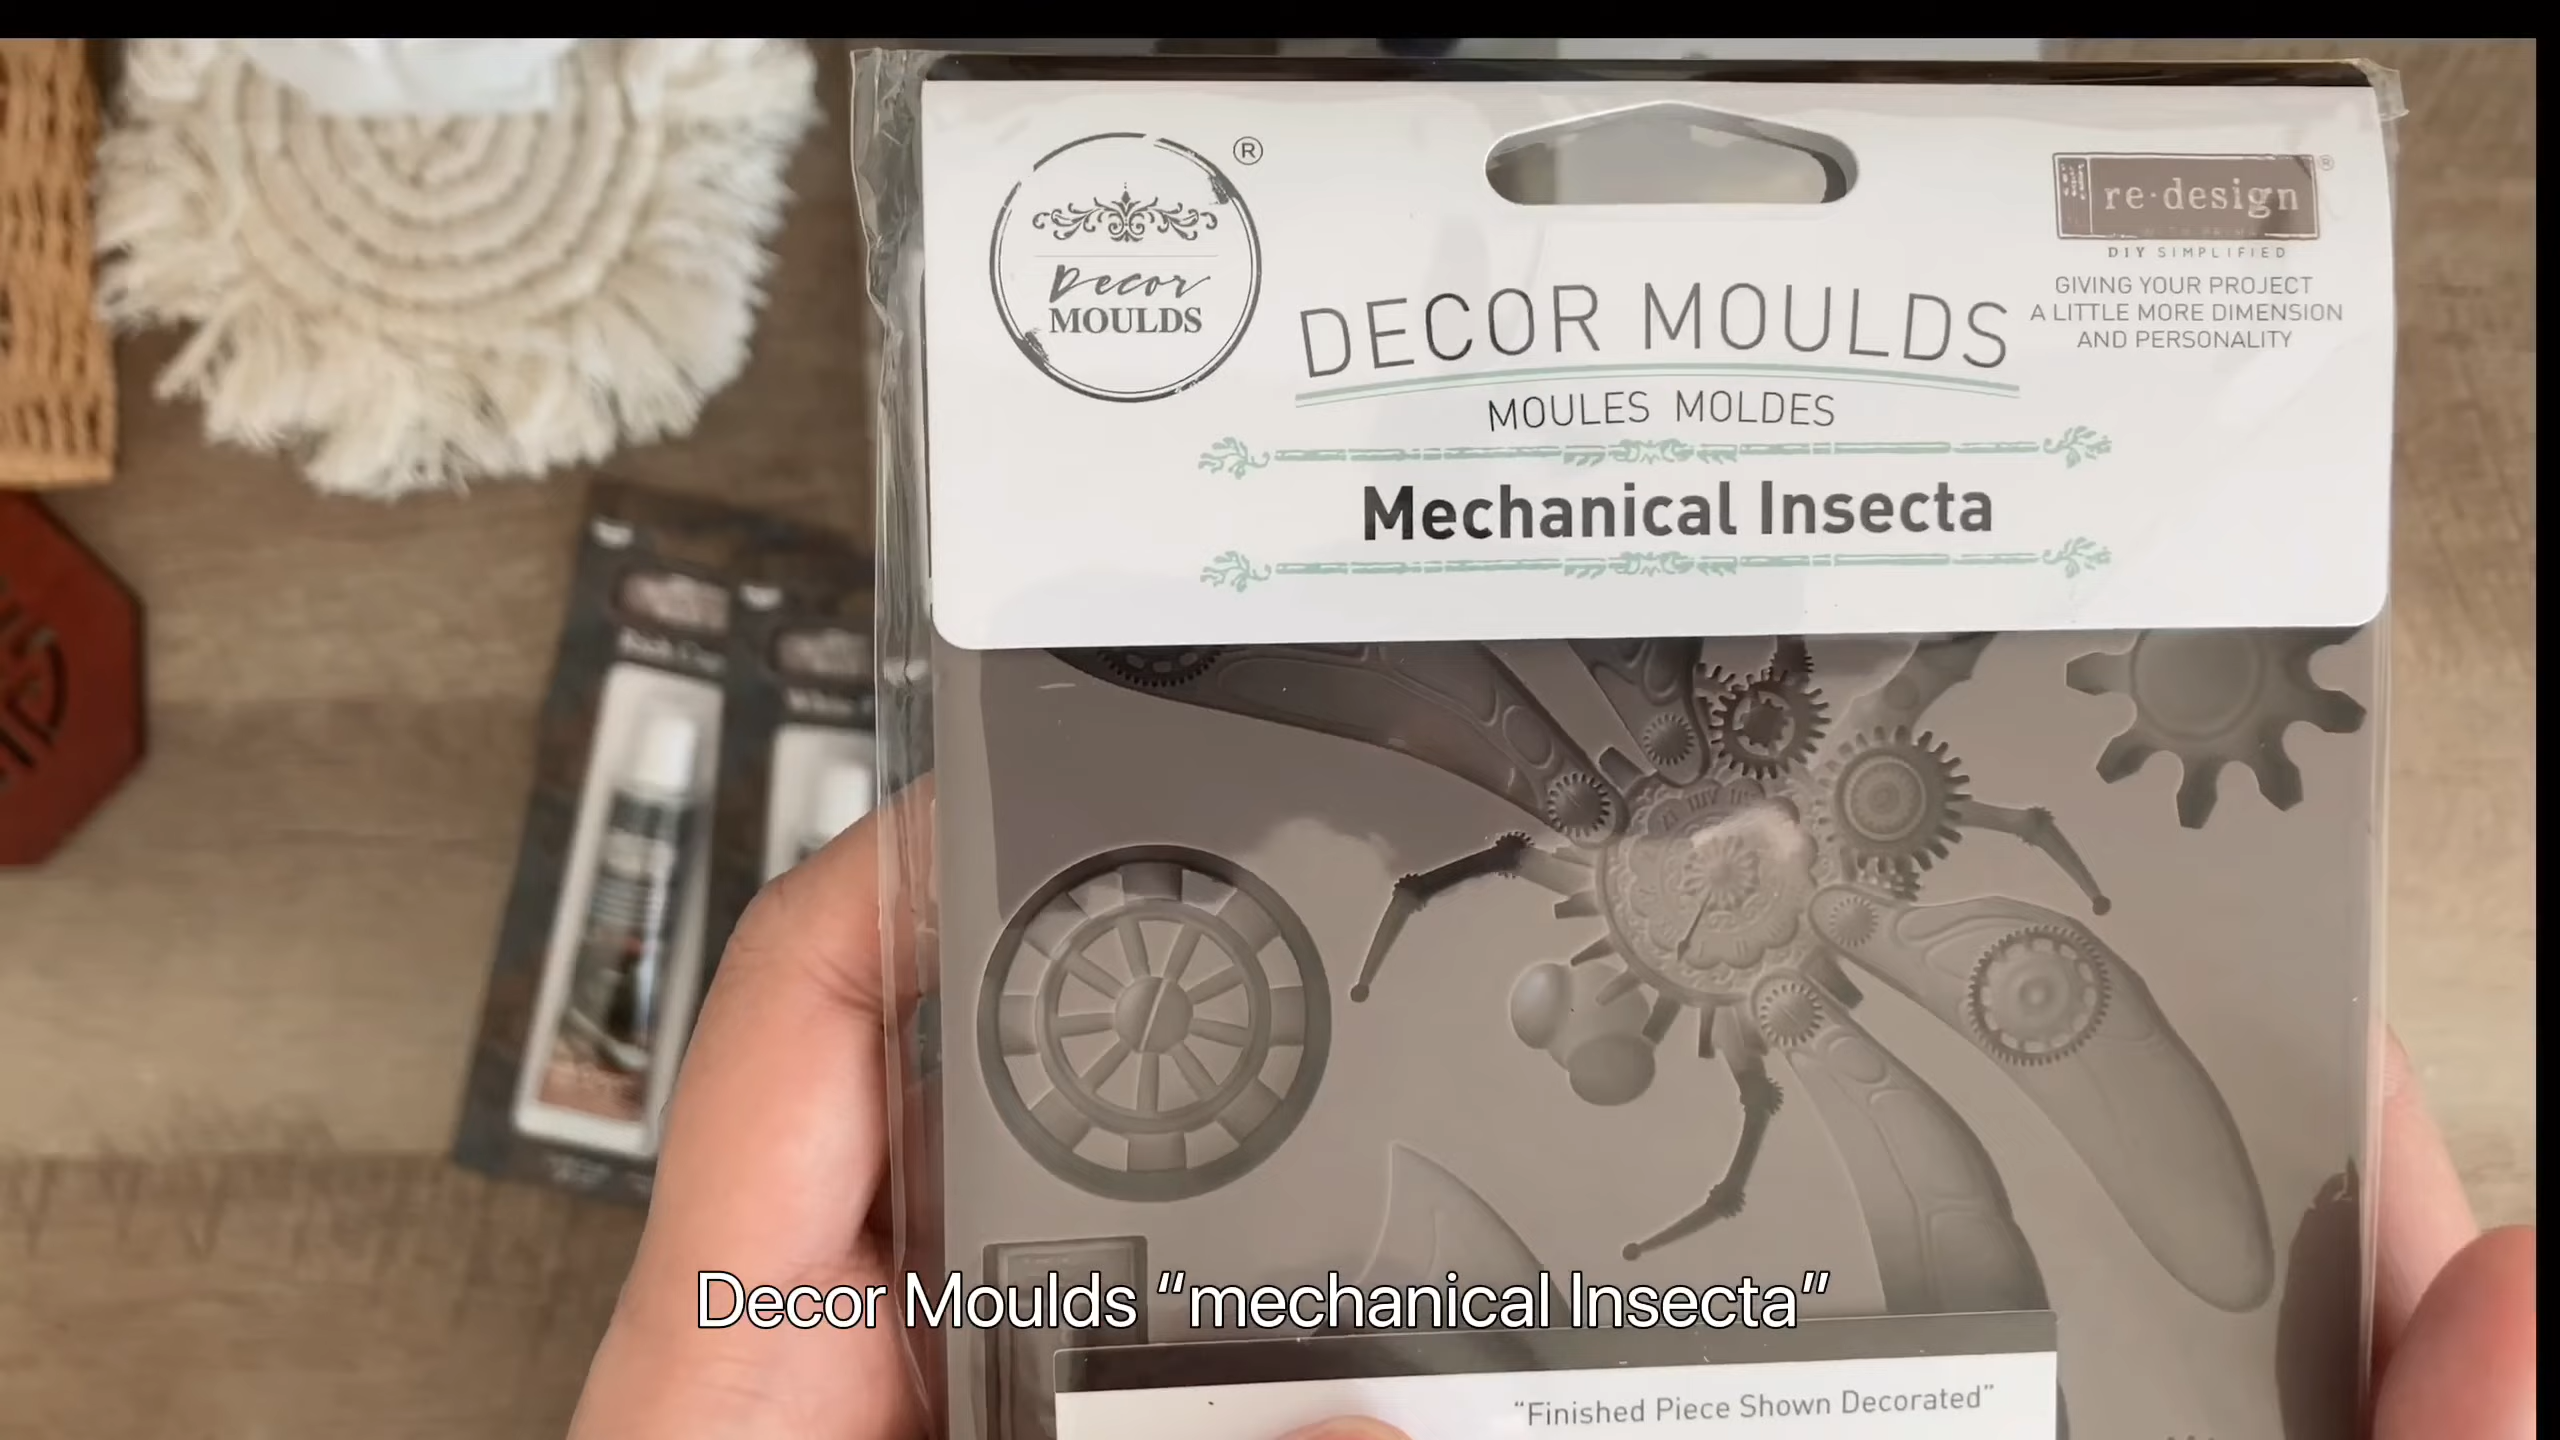 ®
Decor
MOULDS
re·design
®
DIY SIMPLIFIED
GIVING YOUR PROJECT
A LITTLE MORE DIMENSION
AND PERSONALITY
DECOR MOULDS
MOULES MOLDES
Mechanical Insecta
Decor Moulds “mechanical Insecta”
“Finished Piece Shown Decorated”